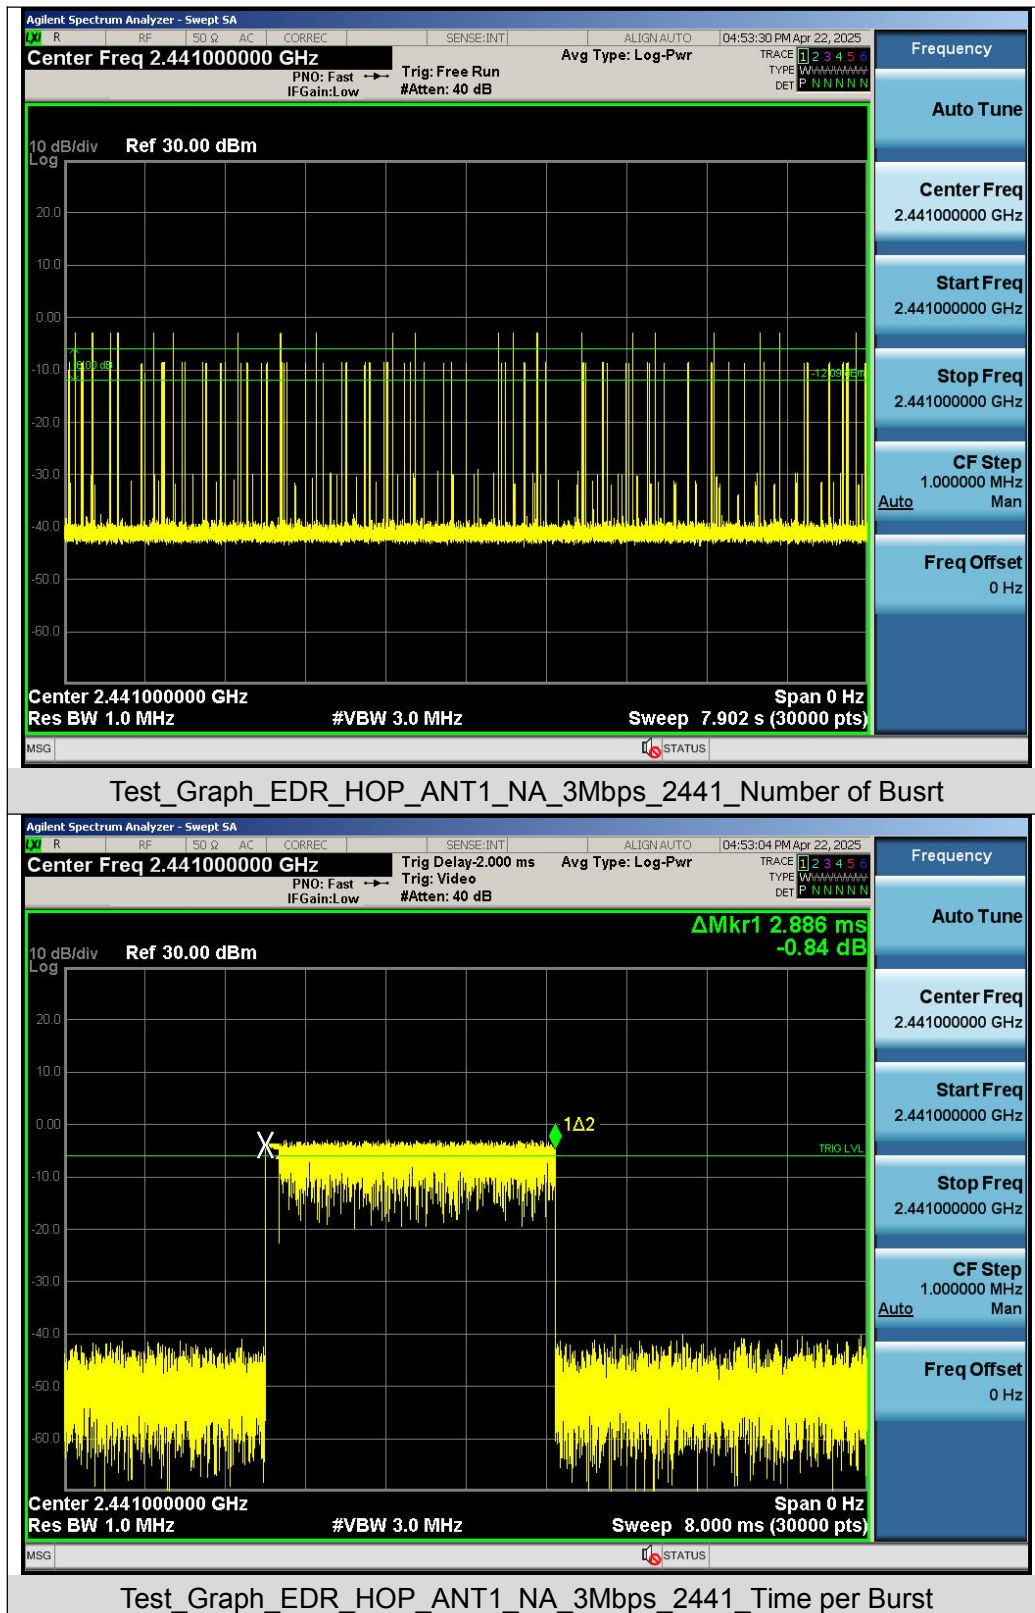 Agilent Spectrum Analyzer - Swept SA
LXI R RF 50 Ω AC CORREC SENSE:INT ALIGN AUTO 04:53:30 PM Apr 22, 2025
Center Freq 2.441000000 GHz Avg Type: Log-Pwr TRACE 1 2 3 4 5 6
PNO: Fast Trig: Free Run TYPE W
IFGain:Low #Atten: 40 dB DET P N N N N N
Frequency
Auto Tune
10 dB/div Ref 30.00 dBm
Log
20.0
10.0
0.00
-10.0
-20.0
-30.0
-40.0
-50.0
-60.0
6.00 dB
-12.09 dBm
Center Freq
2.441000000 GHz
Start Freq
2.441000000 GHz
Stop Freq
2.441000000 GHz
CF Step
1.000000 MHz
Auto Man
Freq Offset
0 Hz
Center 2.441000000 GHz Span 0 Hz
Res BW 1.0 MHz #VBW 3.0 MHz Sweep 7.902 s (30000 pts)
MSG STATUS
Test_Graph_EDR_HOP_ANT1_NA_3Mbps_2441_Number of Busrt
Agilent Spectrum Analyzer - Swept SA
LXI R RF 50 Ω AC CORREC SENSE:INT ALIGN AUTO 04:53:04 PM Apr 22, 2025
Center Freq 2.441000000 GHz Trig Delay-2.000 ms Avg Type: Log-Pwr TRACE 1 2 3 4 5 6
PNO: Fast Trig: Video TYPE W
IFGain:Low #Atten: 40 dB DET P N N N N N
Frequency
Auto Tune
ΔMkr1 2.886 ms
-0.84 dB
10 dB/div Ref 30.00 dBm
Log
20.0
10.0
0.00
-10.0
-20.0
-30.0
-40.0
-50.0
-60.0
1Δ2
TRIG LVL
Center Freq
2.441000000 GHz
Start Freq
2.441000000 GHz
Stop Freq
2.441000000 GHz
CF Step
1.000000 MHz
Auto Man
Freq Offset
0 Hz
Center 2.441000000 GHz Span 0 Hz
Res BW 1.0 MHz #VBW 3.0 MHz Sweep 8.000 ms (30000 pts)
MSG STATUS
Test_Graph_EDR_HOP_ANT1_NA_3Mbps_2441_Time per Burst